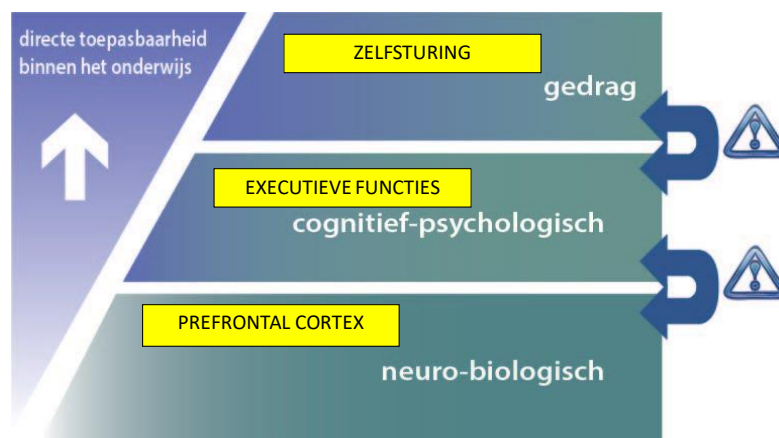 directe toepasbaarheid
binnen het onderwijs
ZELFSTURING
gedrag
EXECUTIEVE FUNCTIES
cognitief-psychologisch
PREFRONTAL CORTEX
neuro-biologisch